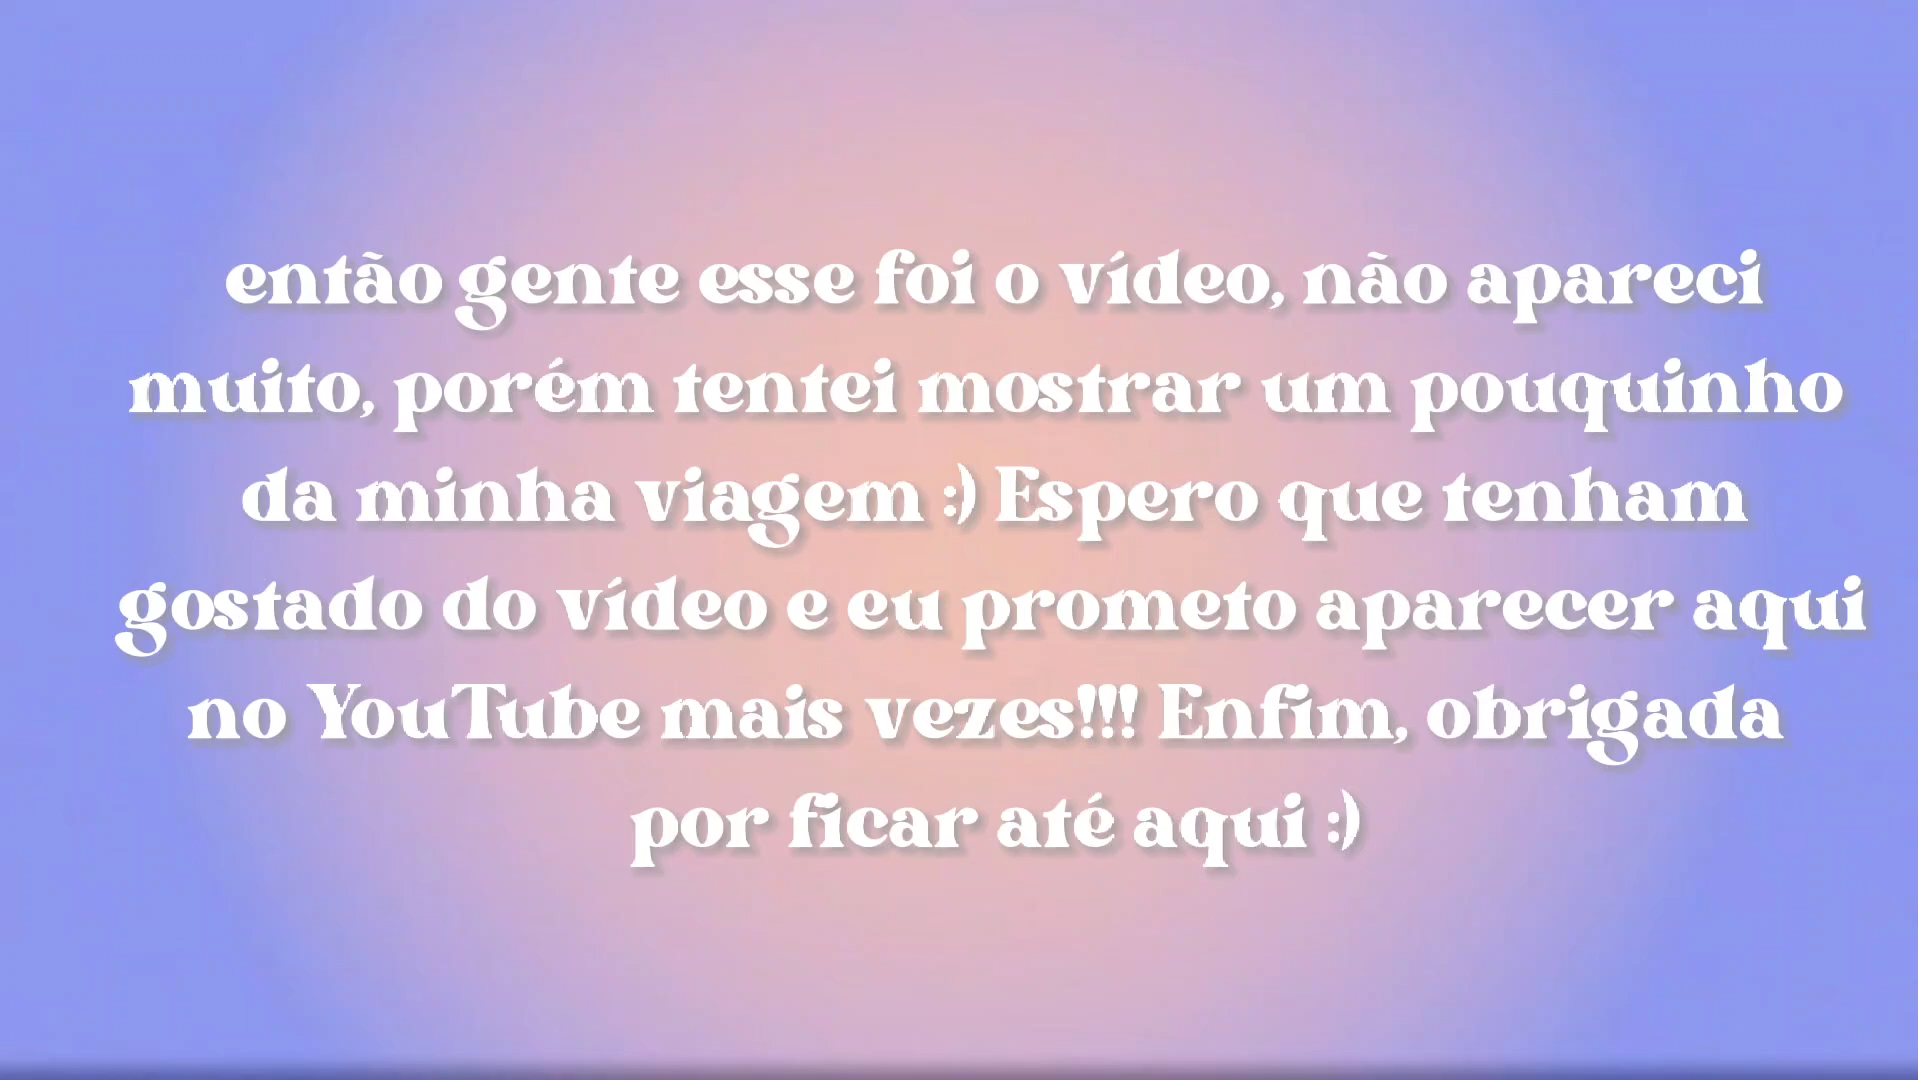 então gente esse foi o vídeo, não apareci
muito, porém tentei mostrar um pouquinho
da minha viagem :) Espero que tenham
gostado do vídeo e eu prometo aparecer aqui
no YouTube mais vezes!!! Enfim, obrigada
por ficar até aqui :)